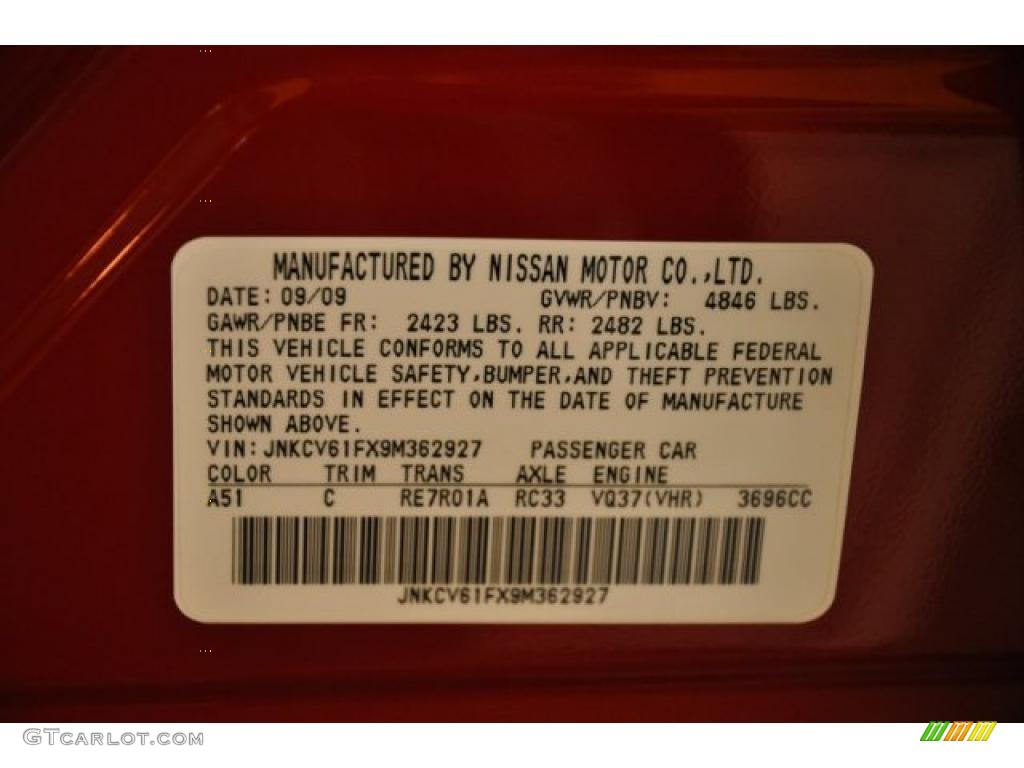 MANUFACTURED BY NISSAN MOTOR CO.,LTD.
DATE: 09/09 GVWR/PNBV: 4846 LBS.
GAWR/PNBE FR: 2423 LBS. RR: 2482 LBS.
THIS VEHICLE CONFORMS TO ALL APPLICABLE FEDERAL
MOTOR VEHICLE SAFETY,BUMPER,AND THEFT PREVENTION
STANDARDS IN EFFECT ON THE DATE OF MANUFACTURE
SHOWN ABOVE.
VIN:JNKCV61FX9M362927 PASSENGER CAR
COLOR TRIM TRANS AXLE ENGINE
A51 C RE7R01A RC33 VQ37(VHR) 3696CC
JNKCV61FX9M362927
GTCARLOT.COM